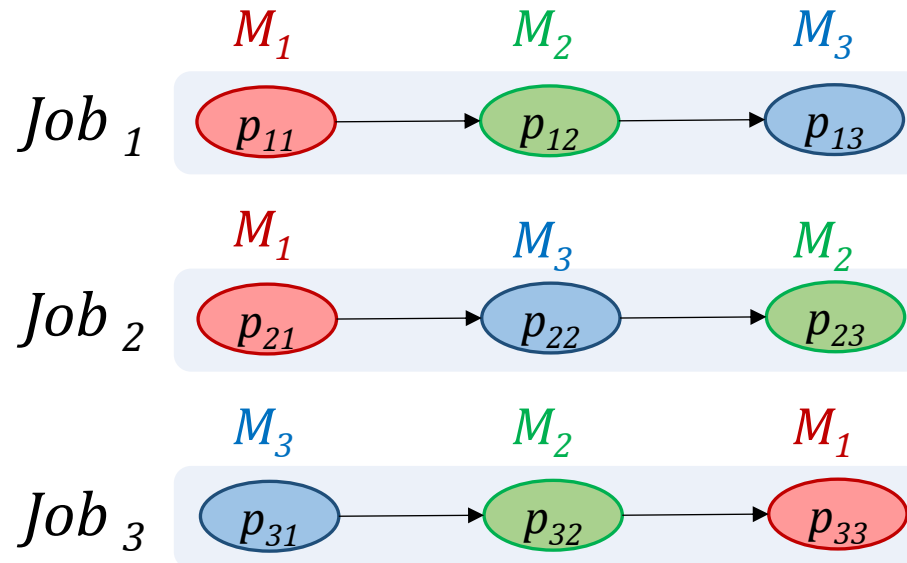 M₁ M₂ M₃
Job ₁ p₁₁ p₁₂ p₁₃
M₁ M₃ M₂
Job ₂ p₂₁ p₂₂ p₂₃
M₃ M₂ M₁
Job ₃ p₃₁ p₃₂ p₃₃